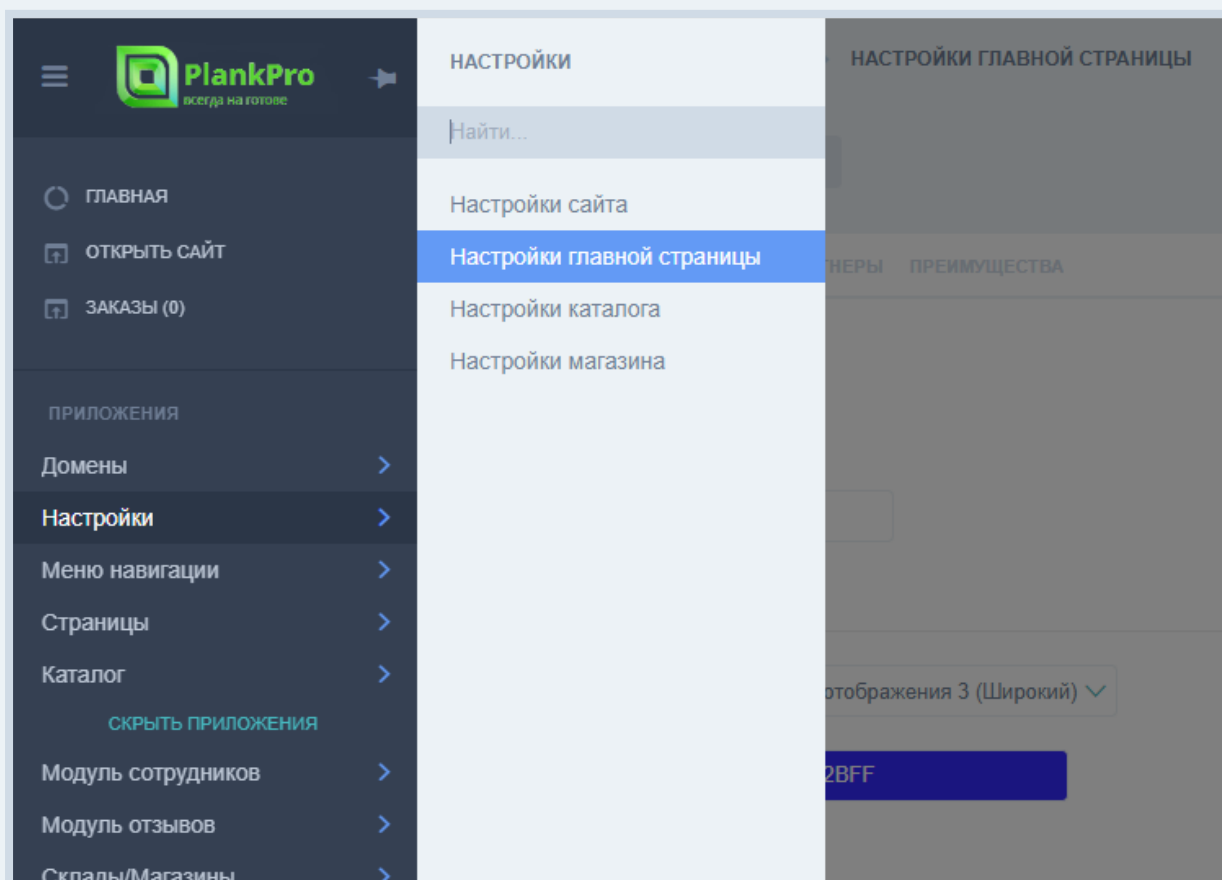 PlankPro
всегда на готове
ГЛАВНАЯ
ОТКРЫТЬ САЙТ
ЗАКАЗЫ (0)
ПРИЛОЖЕНИЯ
Домены
Настройки
Меню навигации
Страницы
Каталог
СКРЫТЬ ПРИЛОЖЕНИЯ
Модуль сотрудников
Модуль отзывов
Склады/Магазины
НАСТРОЙКИ
Найти...
Настройки сайта
Настройки главной страницы
Настройки каталога
Настройки магазина
НАСТРОЙКИ ГЛАВНОЙ СТРАНИЦЫ
ТНЕРЫ ПРЕИМУЩЕСТВА
отображения 3 (Широкий)
2BFF